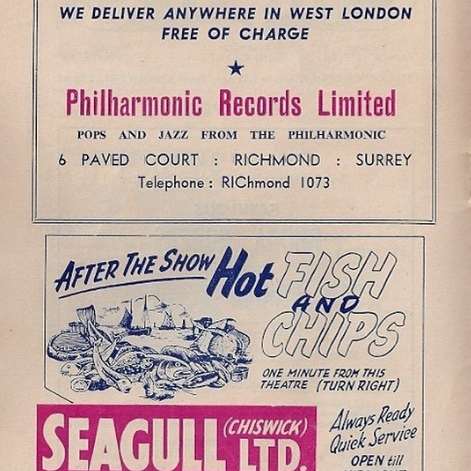 WE DELIVER ANYWHERE IN WEST LONDON
FREE OF CHARGE
Philharmonic Records Limited
POPS AND JAZZ FROM THE PHILHARMONIC
6 PAVED COURT : RICHMOND : SURREY
Telephone : RIChmond 1073
AFTER THE SHOW Hot FISH
AND
CHIPS
ONE MINUTE FROM THIS
THEATRE (TURN RIGHT)
SEAGULL (CHISWICK) LTD.
Always Ready
Quick Service
OPEN till